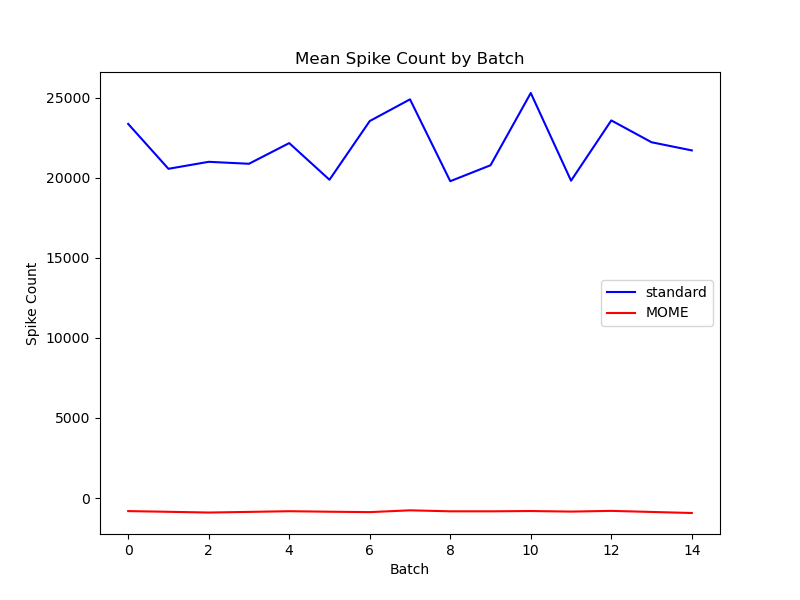 Mean Spike Count by Batch
25000
20000
15000
10000
5000
0
Spike Count
standard
MOME
0 2 4 6 8 10 12 14
Batch